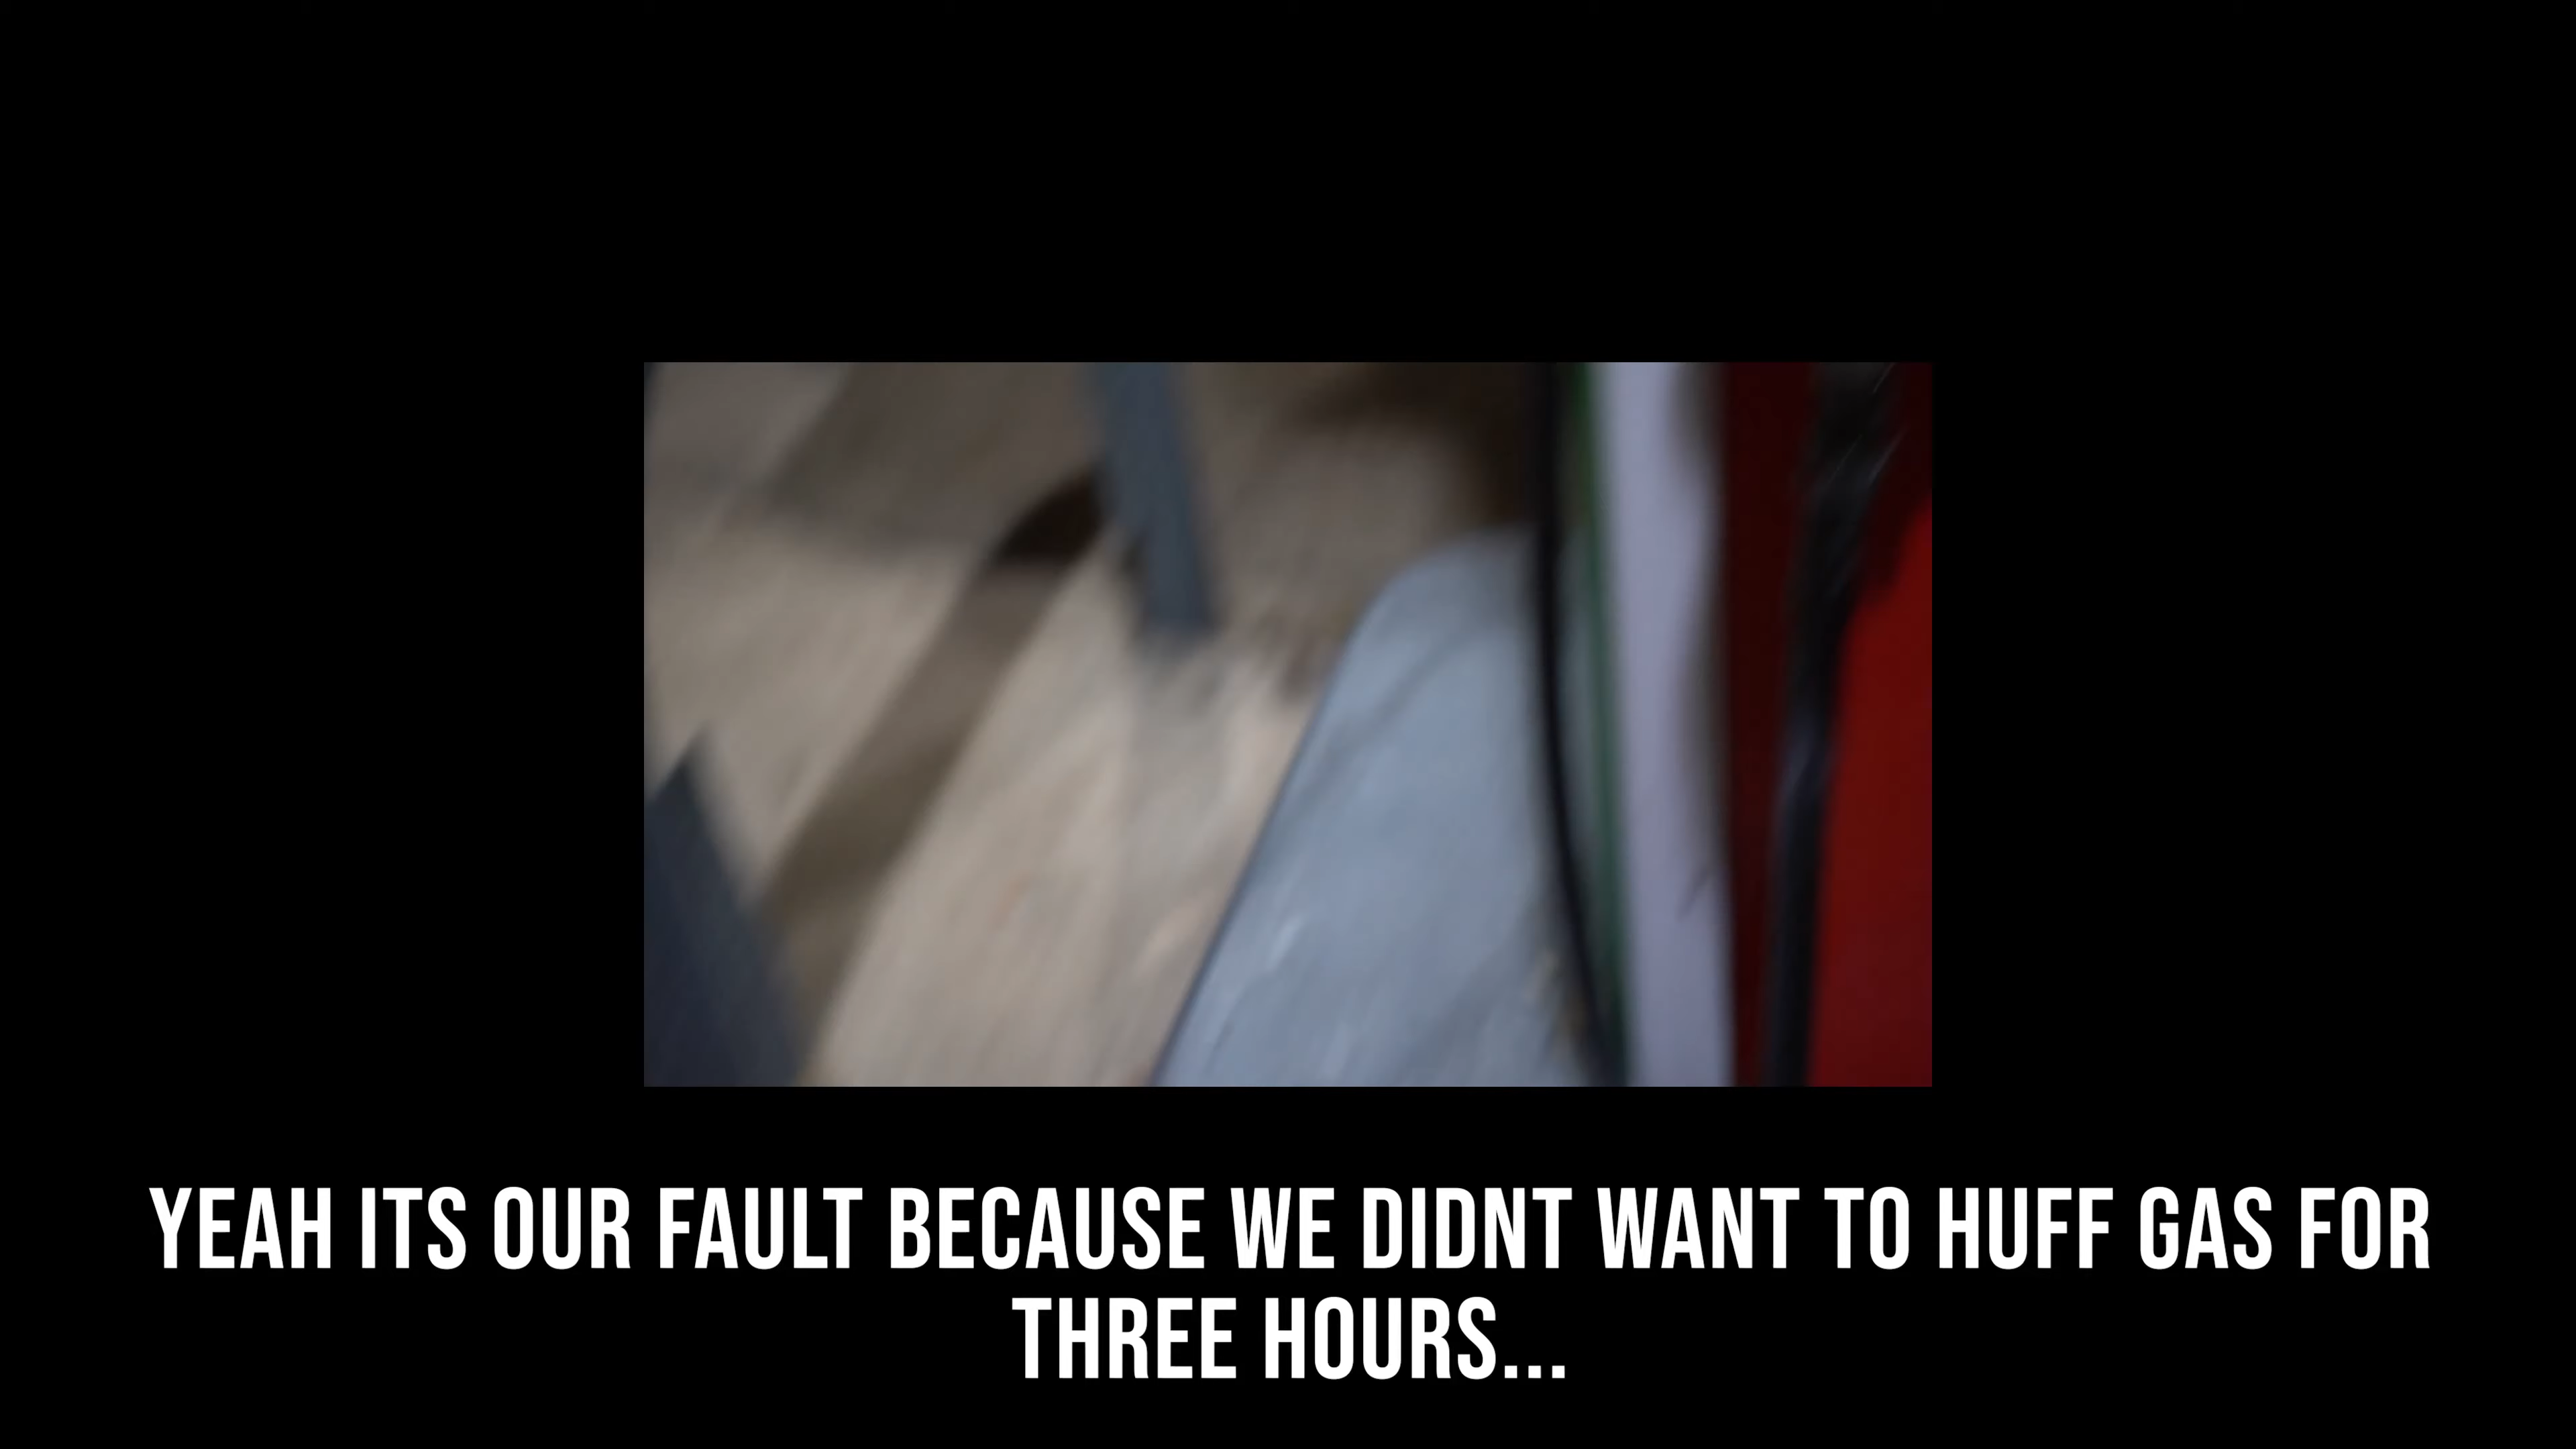 YEAH ITS OUR FAULT BECAUSE WE DIDNT WANT TO HUFF GAS FOR
THREE HOURS...